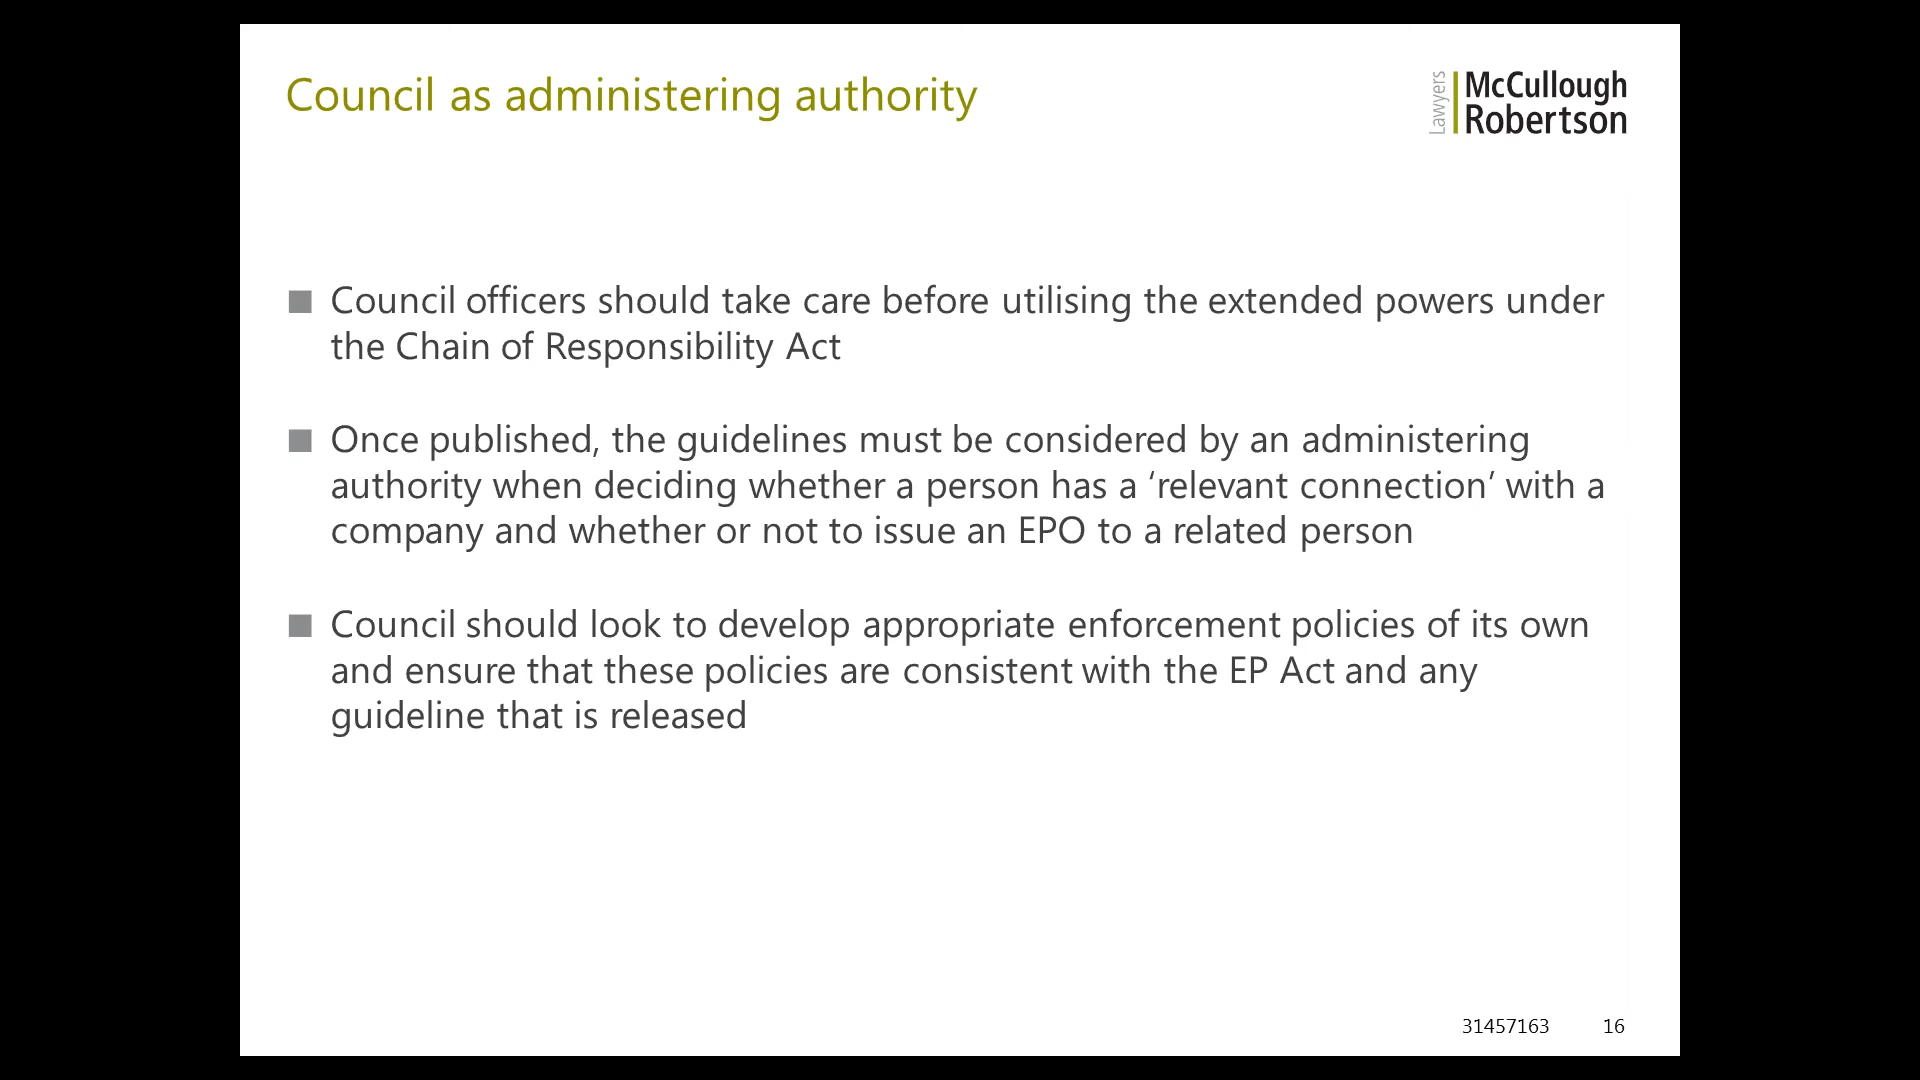 Council as administering authority
Lawyers
McCullough
Robertson
■ Council officers should take care before utilising the extended powers under
the Chain of Responsibility Act
■ Once published, the guidelines must be considered by an administering
authority when deciding whether a person has a ‘relevant connection’ with a
company and whether or not to issue an EPO to a related person
■ Council should look to develop appropriate enforcement policies of its own
and ensure that these policies are consistent with the EP Act and any
guideline that is released
31457163 16